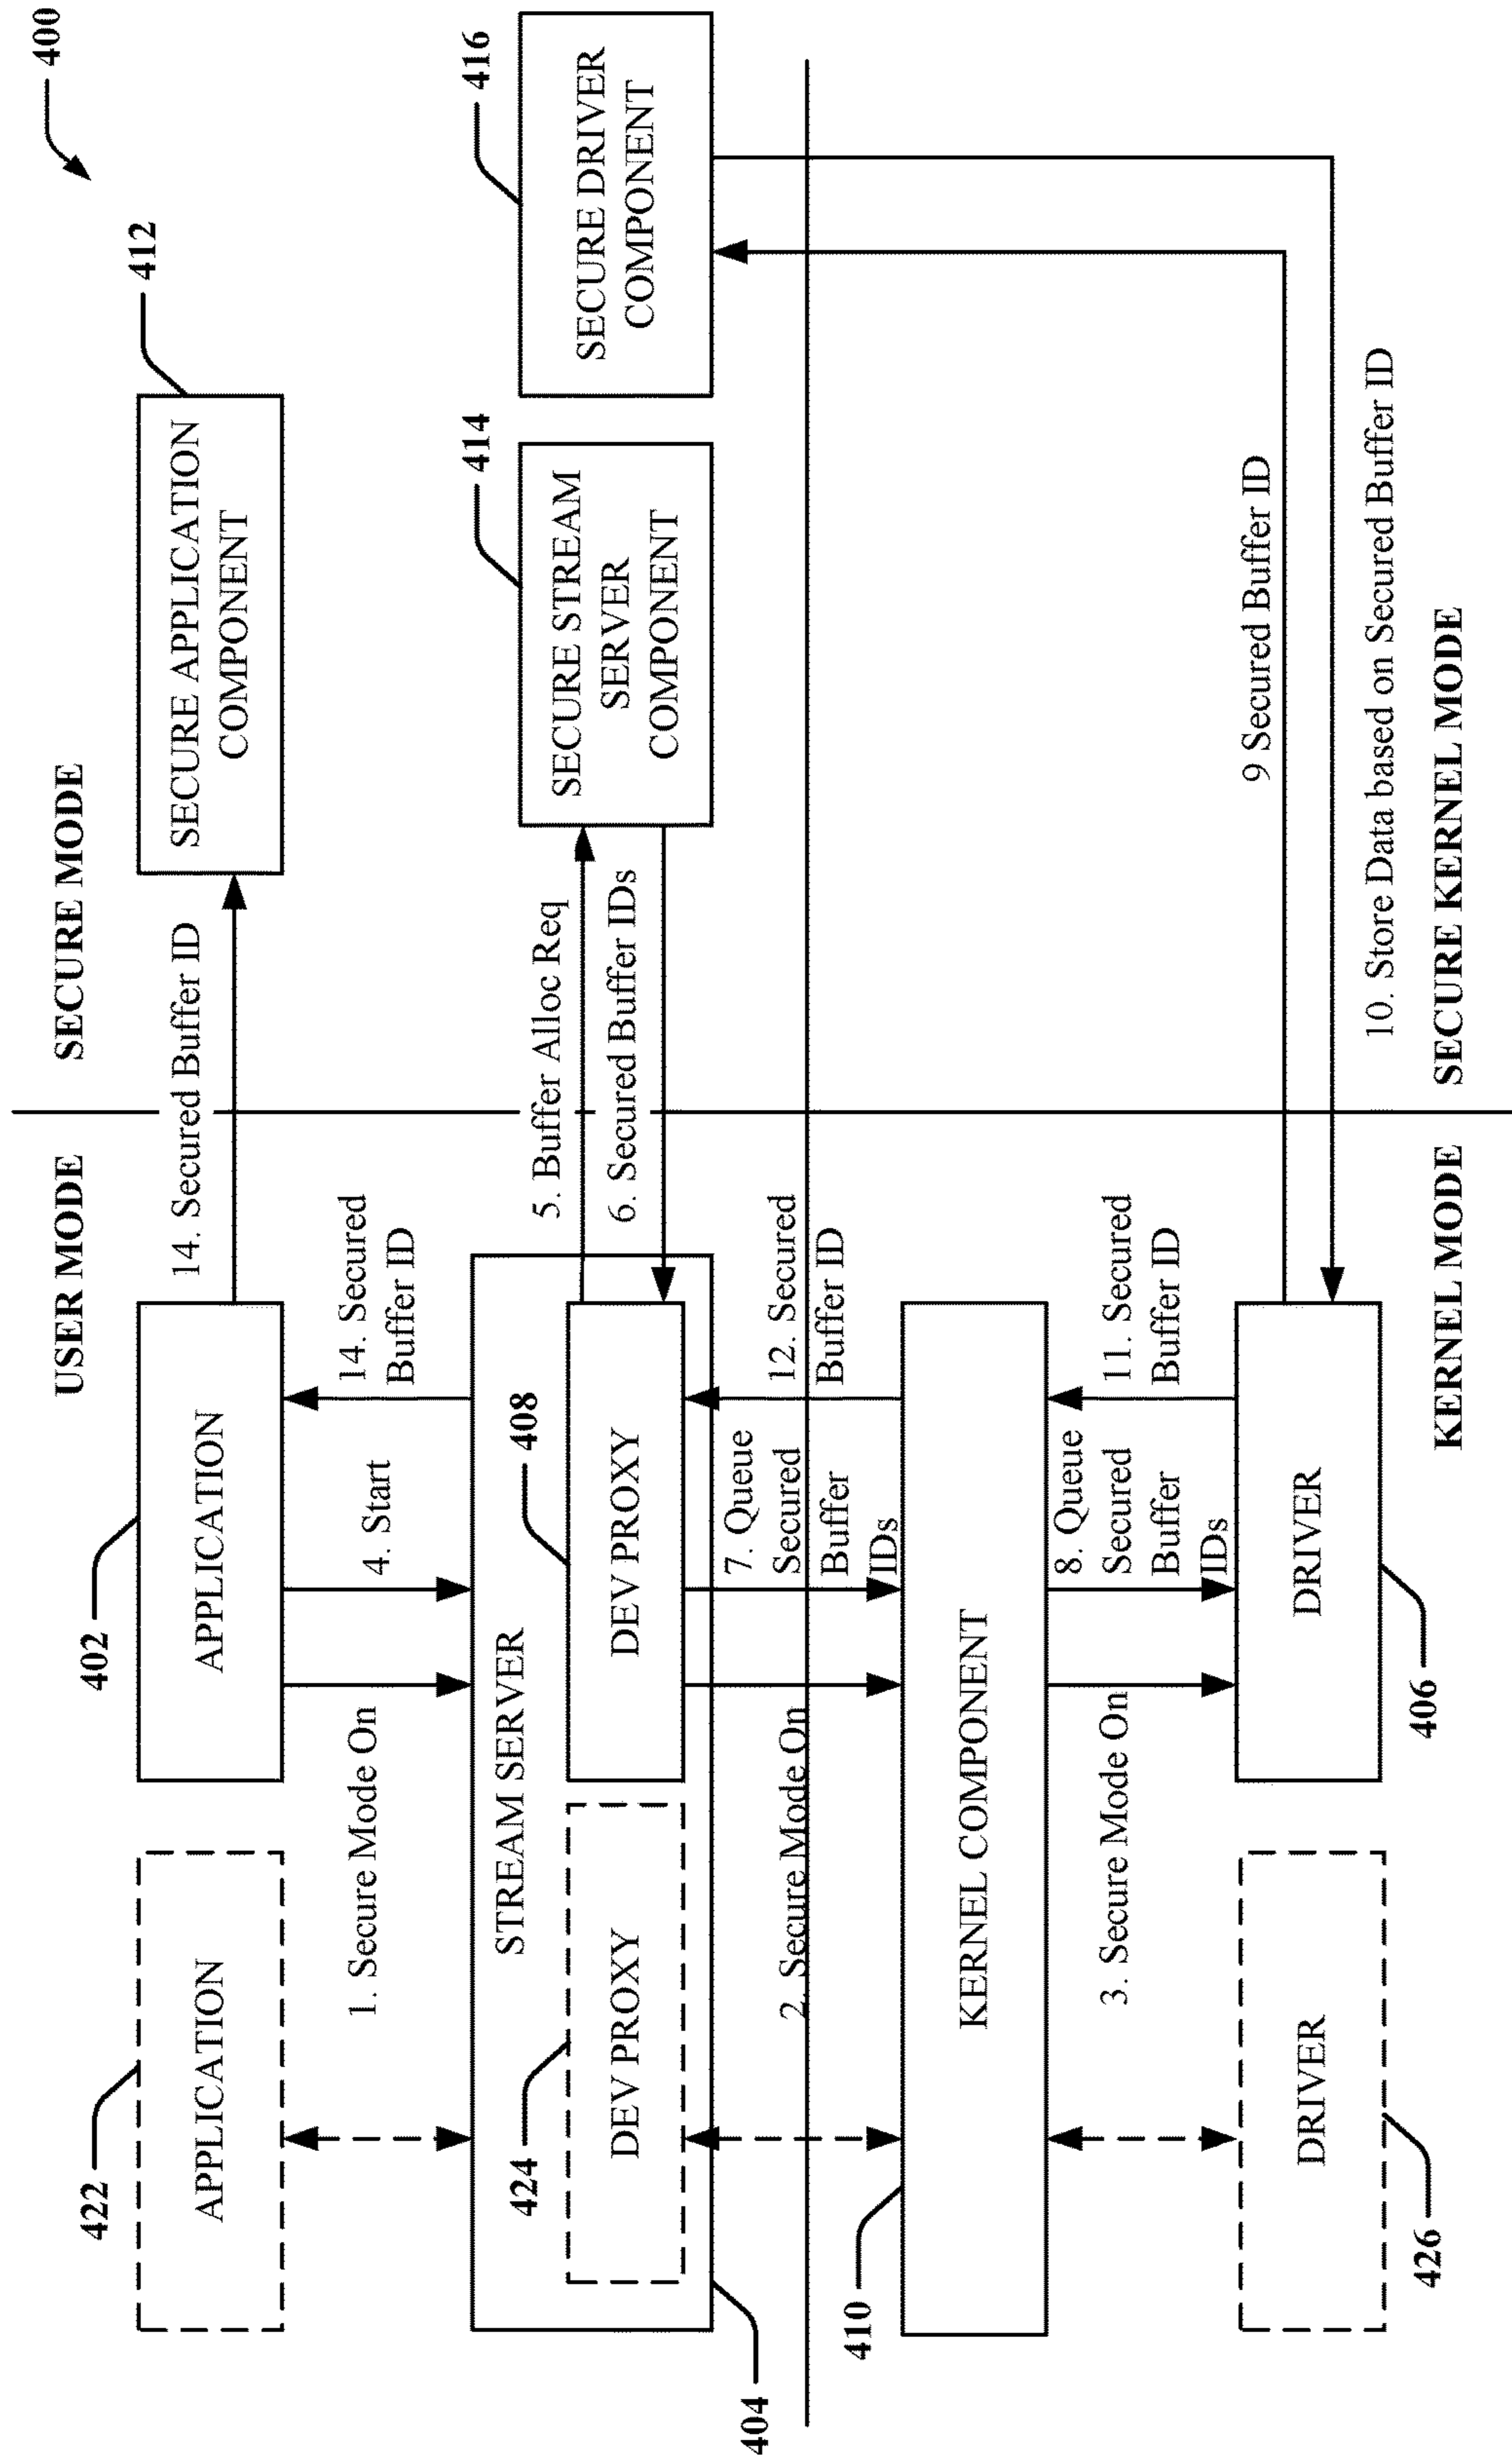 400
USER MODE
SECURE MODE
422
APPLICATION
402
APPLICATION
14. Secured Buffer ID
412
SECURE APPLICATION
COMPONENT
1. Secure Mode On
4. Start
14. Secured
Buffer ID
404
STREAM SERVER
424
DEV PROXY
408
DEV PROXY
5. Buffer Alloc Req
6. Secured Buffer IDs
414
SECURE STREAM
SERVER
COMPONENT
416
SECURE DRIVER
COMPONENT
2. Secure Mode On
7. Queue
Secured
Buffer
IDs
12. Secured
Buffer ID
410
KERNEL COMPONENT
3. Secure Mode On
8. Queue
Secured
Buffer
IDs
11. Secured
Buffer ID
9 Secured Buffer ID
426
DRIVER
406
DRIVER
10. Store Data based on Secured Buffer ID
KERNEL MODE
SECURE KERNEL MODE